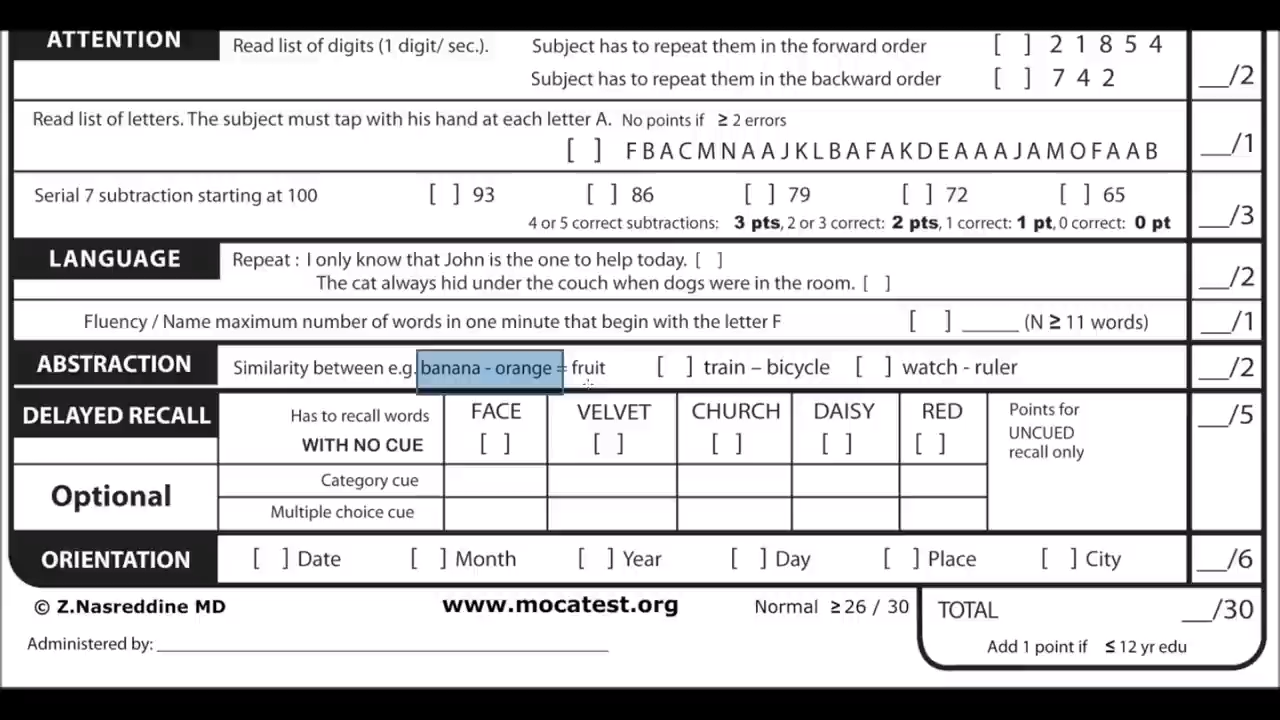 ATTENTION Read list of digits (1 digit/ sec.). Subject has to repeat them in the forward order [ ] 2 1 8 5 4
Subject has to repeat them in the backward order [ ] 7 4 2 __/2
Read list of letters. The subject must tap with his hand at each letter A. No points if ≥ 2 errors
[ ] F B A C M N A A J K L B A F A K D E A A A J A M O F A A B __/1
Serial 7 subtraction starting at 100 [ ] 93 [ ] 86 [ ] 79 [ ] 72 [ ] 65
4 or 5 correct subtractions: 3 pts, 2 or 3 correct: 2 pts, 1 correct: 1 pt, 0 correct: 0 pt __/3
LANGUAGE Repeat : I only know that John is the one to help today. [ ]
The cat always hid under the couch when dogs were in the room. [ ] __/2
Fluency / Name maximum number of words in one minute that begin with the letter F [ ] _____ (N ≥ 11 words) __/1
ABSTRACTION Similarity between e.g. banana - orange = fruit [ ] train – bicycle [ ] watch - ruler __/2
DELAYED RECALL Has to recall words FACE VELVET CHURCH DAISY RED Points for __/5
WITH NO CUE [ ] [ ] [ ] [ ] [ ] UNCUED
recall only
Optional Category cue
Multiple choice cue
ORIENTATION [ ] Date [ ] Month [ ] Year [ ] Day [ ] Place [ ] City __/6
© Z.Nasreddine MD www.mocatest.org Normal ≥ 26 / 30 TOTAL __/30
Administered by: ______________________ Add 1 point if ≤ 12 yr edu